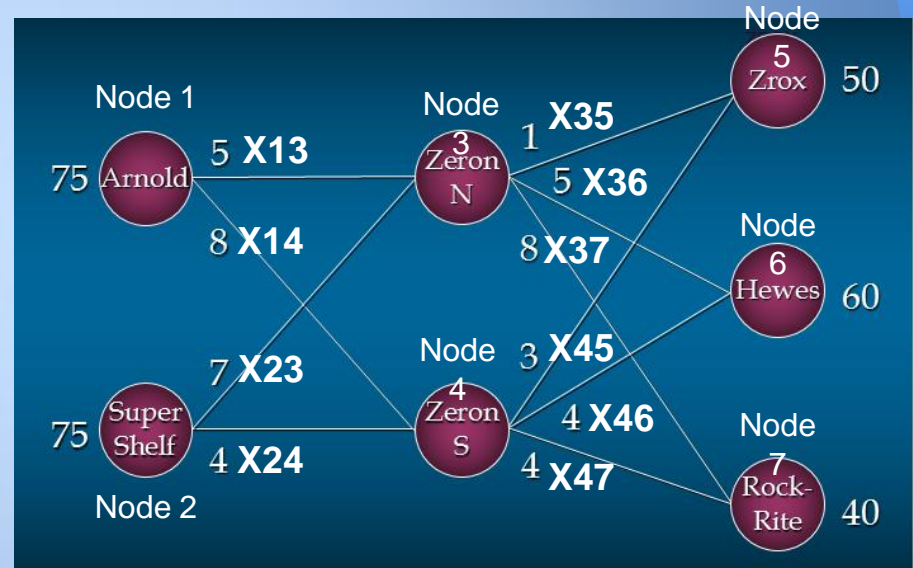 Node 1
75
Arnold
5 X13
8 X14
7 X23
4 X24
75
Super
Shelf
Node 2
Node
3
Zeron
N
1 X35
5 X36
8 X37
Node
4
Zeron
S
3 X45
4 X46
4 X47
Node
5
Zrox
50
Node
6
Hewes
60
Node
7
Rock-
Rite
40